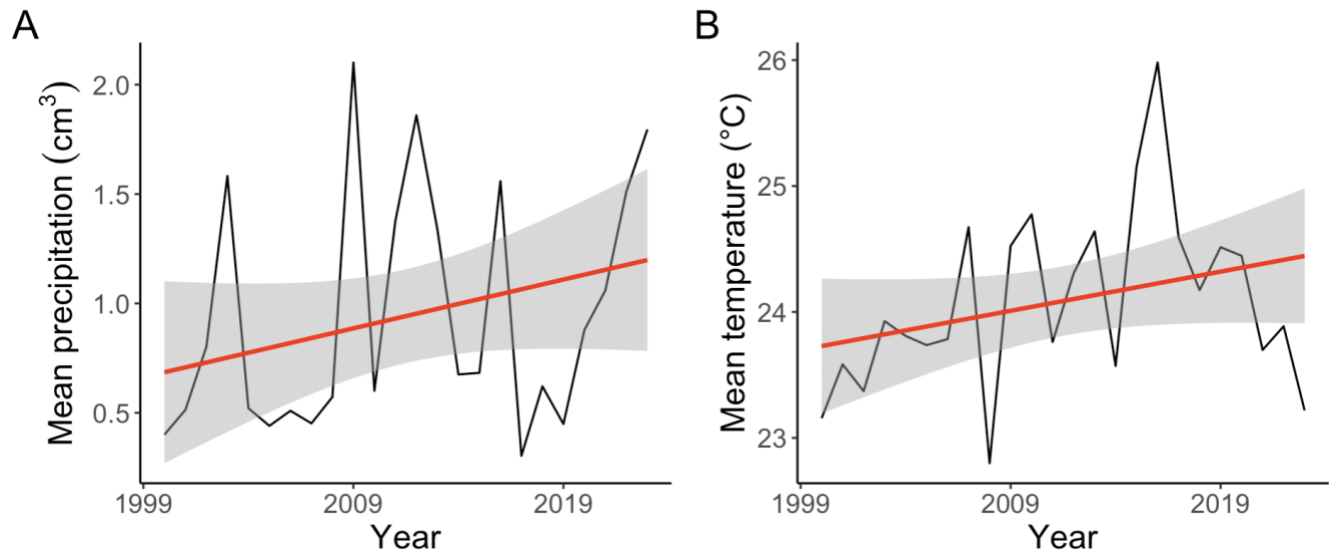 A
Mean precipitation (cm³)
2.0
1.5
1.0
0.5
1999 2009 2019
Year
B
Mean temperature (°C)
26
25
24
23
1999 2009 2019
Year